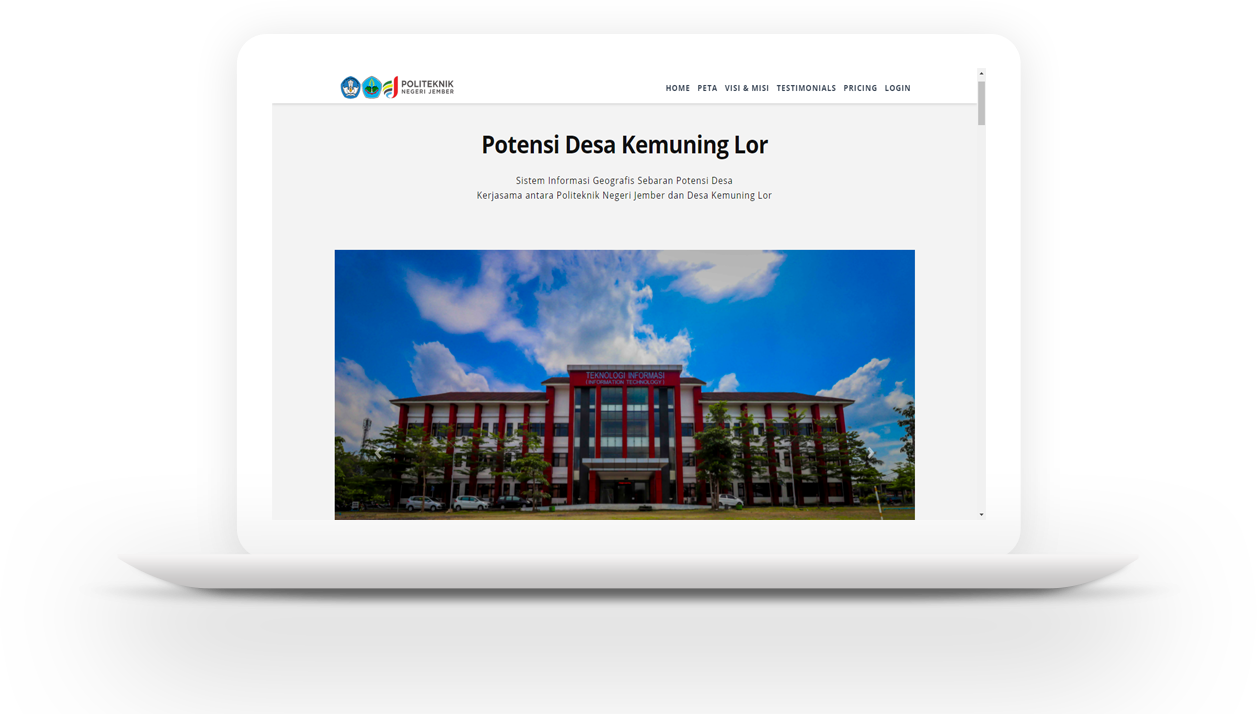 POLITEKNIK
NEGERI JEMBER
HOME PETA VISI & MISI TESTIMONIALS PRICING LOGIN
Potensi Desa Kemuning Lor
Sistem Informasi Geografis Sebaran Potensi Desa
Kerjasama antara Politeknik Negeri Jember dan Desa Kemuning Lor
TEKNOLOGI INFORMASI
( INFORMATION TECHNOLOGY )